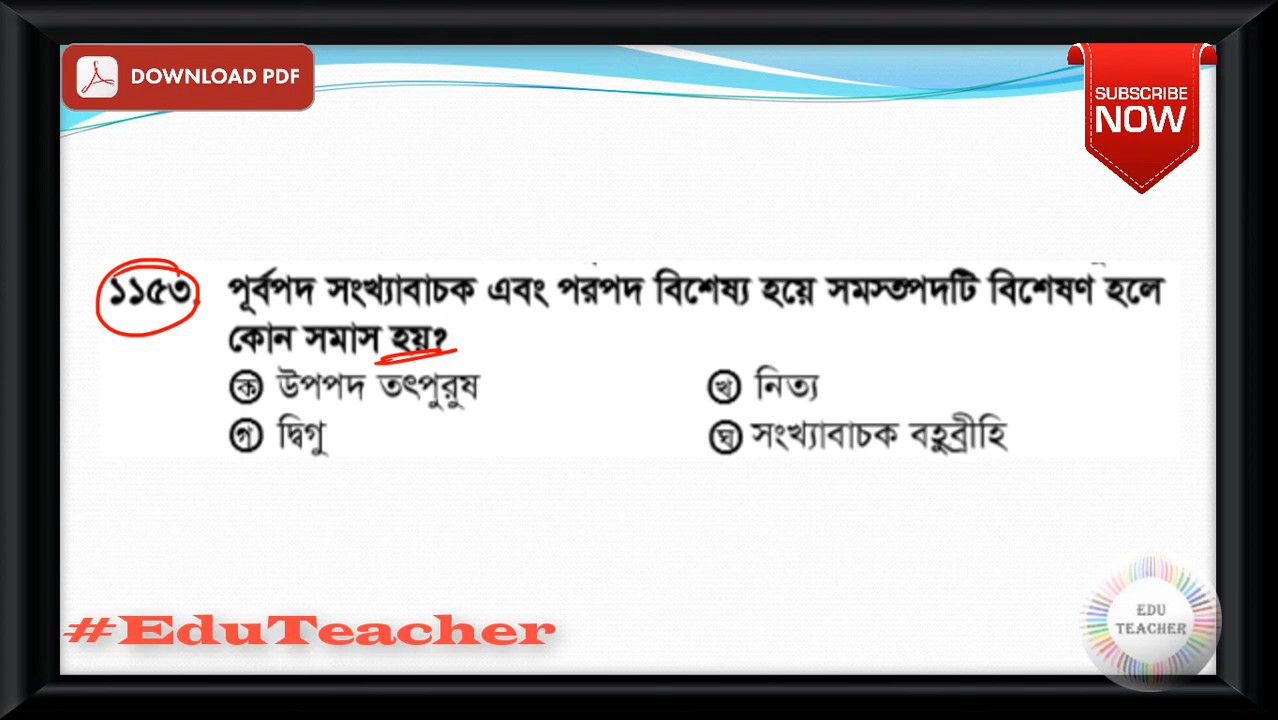 DOWNLOAD PDF
SUBSCRIBE
NOW
১১৫৩. পূর্বপদ সংখ্যাবাচক এবং পরপদ বিশেষ্য হয়ে সমস্তপদটি বিশেষণ হলে
কোন সমাস হয়?
ক উপপদ তৎপুরুষ খ নিত্য
গ দ্বিগু ঘ সংখ্যাবাচক বহুব্রীহি
#EduTeacher
EDU
TEACHER